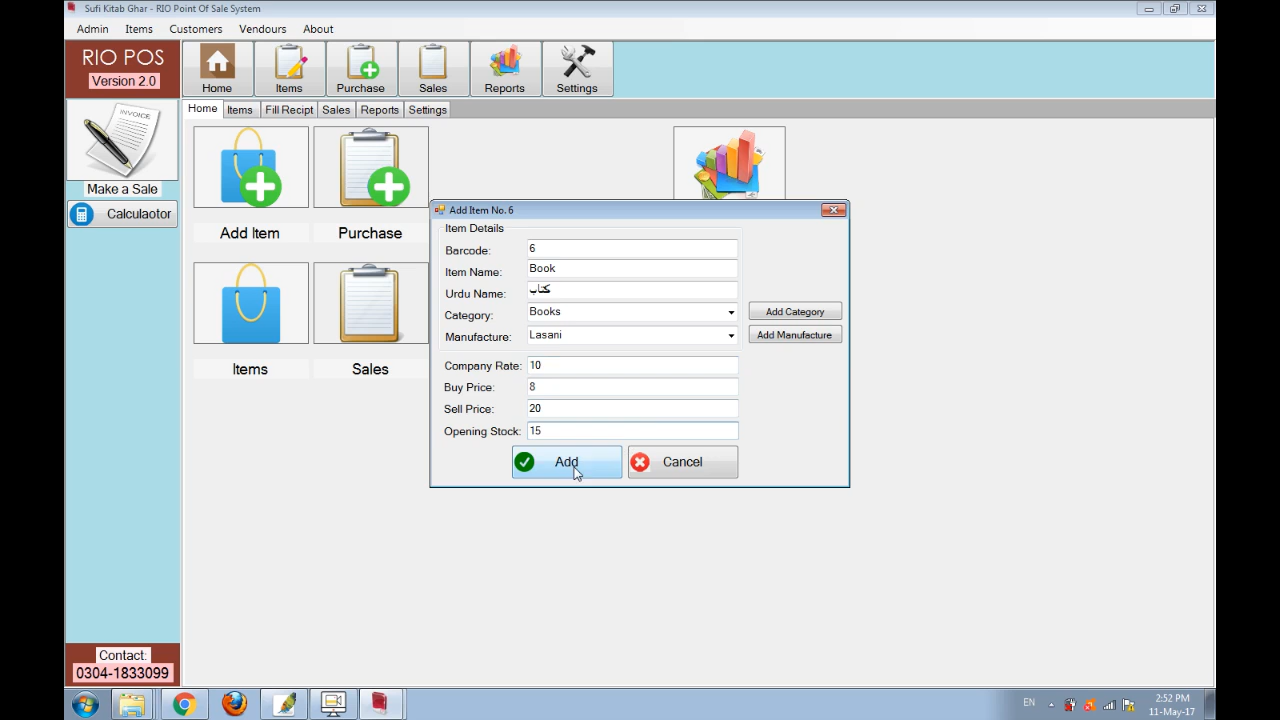 Sufi Kitab Ghar - RIO Point Of Sale System
Admin Items Customers Vendours About
RIO POS
Version 2.0
Home Items Purchase Sales Reports Settings
Home Items Fill Recipt Sales Reports Settings
INVOICE
Make a Sale
Calculaotor
Add Item Purchase
Items Sales
Add Item No. 6
Item Details
Barcode: 6
Item Name: Book
Urdu Name: کتاب
Category: Books Add Category
Manufacture: Lasani Add Manufacture
Company Rate: 10
Buy Price: 8
Sell Price: 20
Opening Stock: 15
Add Cancel
Contact:
0304-1833099
EN 2:52 PM
11-May-17